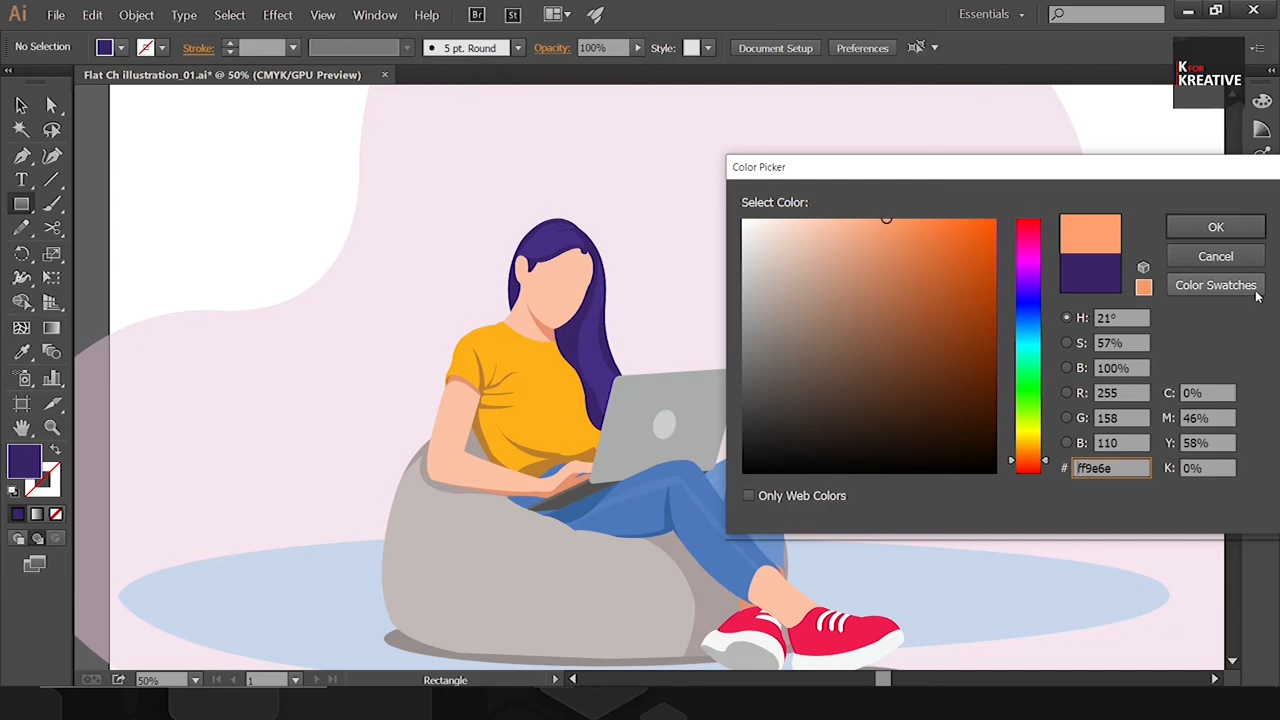 Ai File Edit Object Type Select Effect View Window Help Br St Essentials
No Selection Stroke: 5 pt. Round Opacity: 100% Style: Document Setup Preferences
K FOR
KREATIVE
Flat Ch illustration_01.ai* @ 50% (CMYK/GPU Preview) ×
Color Picker
Select Color:
OK
Cancel
Color Swatches
H: 21°
S: 57%
B: 100%
R: 255 C: 0%
G: 158 M: 46%
B: 110 Y: 58%
# ff9e6e K: 0%
Only Web Colors
T
50% 1 Rectangle